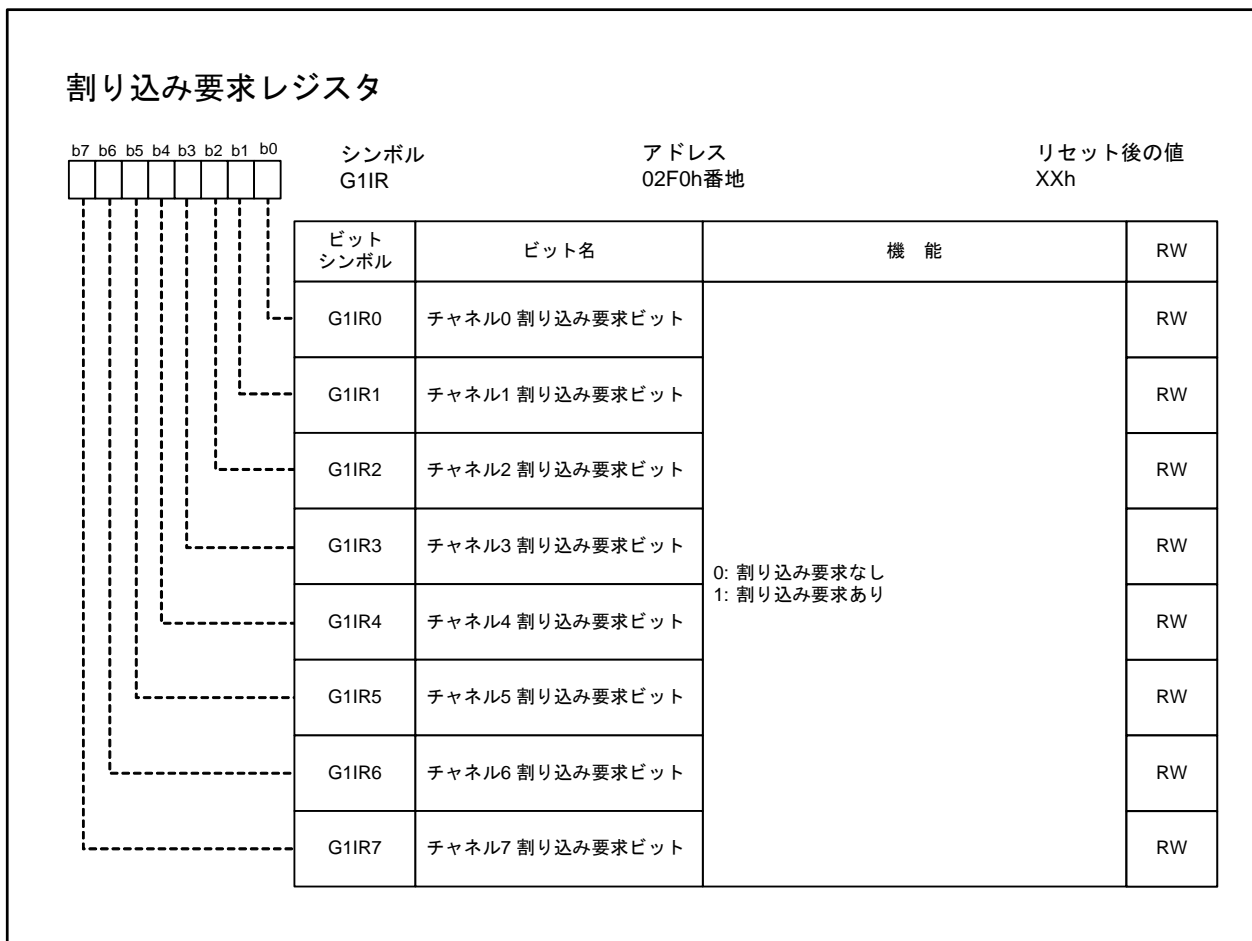 割り込み要求レジスタ
b7 b6 b5 b4 b3 b2 b1 b0
シンボル アドレス リセット後の値
G1IR 02F0h番地 XXh
ビット
シンボル ビット名 機 能 RW
G1IR0 チャネル0 割り込み要求ビット RW
G1IR1 チャネル1 割り込み要求ビット RW
G1IR2 チャネル2 割り込み要求ビット RW
G1IR3 チャネル3 割り込み要求ビット RW
0: 割り込み要求なし
1: 割り込み要求あり
G1IR4 チャネル4 割り込み要求ビット RW
G1IR5 チャネル5 割り込み要求ビット RW
G1IR6 チャネル6 割り込み要求ビット RW
G1IR7 チャネル7 割り込み要求ビット RW